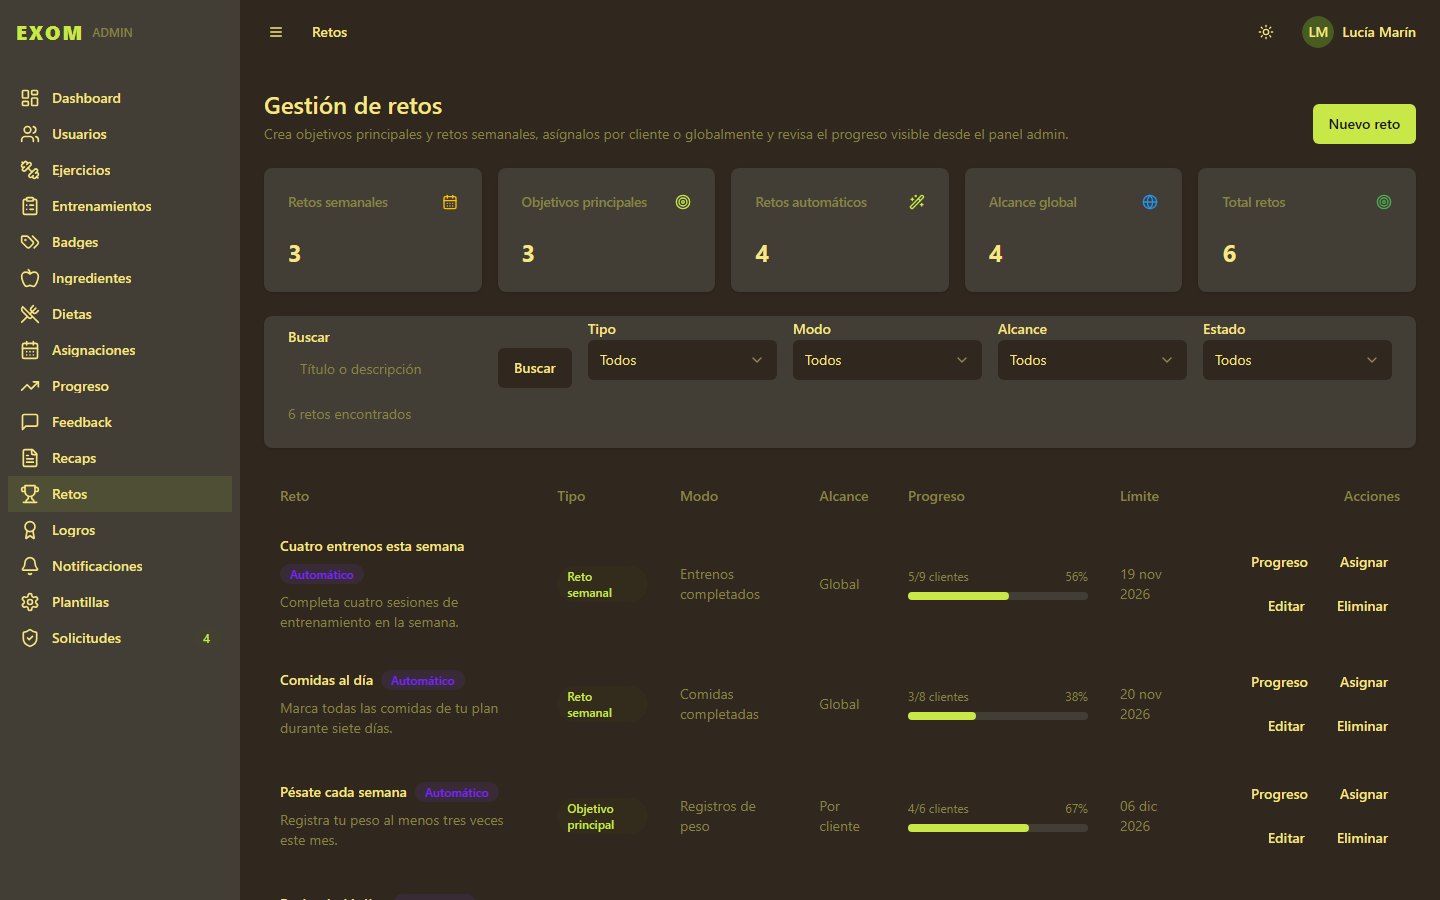 EXOM ADMIN
Retos
LM Lucía Marín
Dashboard
Usuarios
Ejercicios
Entrenamientos
Badges
Ingredientes
Dietas
Asignaciones
Progreso
Feedback
Recaps
Retos
Logros
Notificaciones
Plantillas
Solicitudes 4
Gestión de retos
Crea objetivos principales y retos semanales, asígnalos por cliente o globalmente y revisa el progreso visible desde el panel admin.
Nuevo reto
Retos semanales
3
Objetivos principales
3
Retos automáticos
4
Alcance global
4
Total retos
6
Buscar
Título o descripción
Buscar
Tipo
Todos
Modo
Todos
Alcance
Todos
Estado
Todos
6 retos encontrados
Reto Tipo Modo Alcance Progreso Límite Acciones
Cuatro entrenos esta semana
Automático
Completa cuatro sesiones de
entrenamiento en la semana.
Reto
semanal
Entrenos
completados
Global
5/9 clientes 56%
19 nov
2026
Progreso Asignar
Editar Eliminar
Comidas al día Automático
Marca todas las comidas de tu plan
durante siete días.
Reto
semanal
Comidas
completadas
Global
3/8 clientes 38%
20 nov
2026
Progreso Asignar
Editar Eliminar
Pésate cada semana Automático
Registra tu peso al menos tres veces
este mes.
Objetivo
principal
Registros de
peso
Por
cliente
4/6 clientes 67%
06 dic
2026
Progreso Asignar
Editar Eliminar